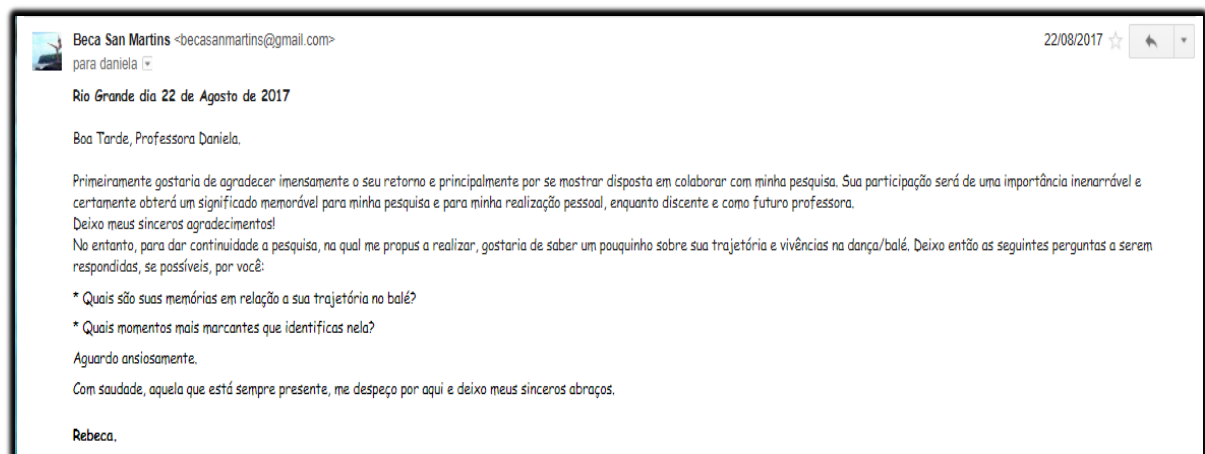 Beca San Martins <becasanmartins@gmail.com>
22/08/2017
para daniela
Rio Grande dia 22 de Agosto de 2017
Boa Tarde, Professora Daniela.
Primeiramente gostaria de agradecer imensamente o seu retorno e principalmente por se mostrar disposta em colaborar com minha pesquisa. Sua participação será de uma importância inenarrável e
certamente obterá um significado memorável para minha pesquisa e para minha realização pessoal, enquanto discente e como futuro professora.
Deixo meus sinceros agradecimentos!
No entanto, para dar continuidade a pesquisa, na qual me propus a realizar, gostaria de saber um pouquinho sobre sua trajetória e vivências na dança/balé. Deixo então as seguintes perguntas a serem
respondidas, se possíveis, por você:
* Quais são suas memórias em relação a sua trajetória no balé?
* Quais momentos mais marcantes que identificas nela?
Aguardo ansiosamente.
Com saudade, aquela que está sempre presente, me despeço por aqui e deixo meus sinceros abraços.
Rebeca.